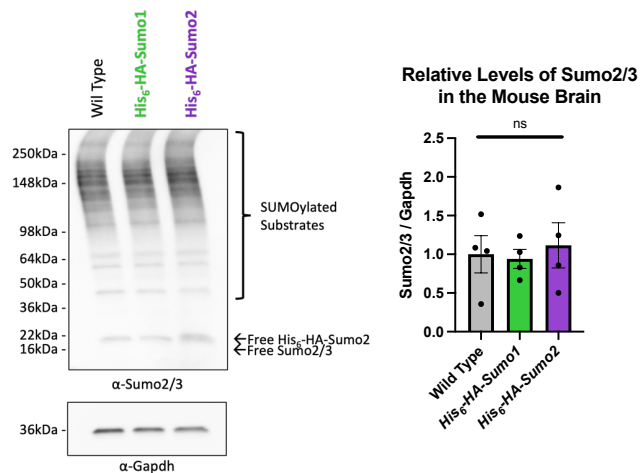 Wil Type
His6-HA-Sumo1
His6-HA-Sumo2
250kDa -
148kDa -
98kDa -
64kDa -
50kDa -
36kDa -
22kDa -
16kDa -
SUMOylated
Substrates
Free His6-HA-Sumo2
Free Sumo2/3
α-Sumo2/3
36kDa -
α-Gapdh
Relative Levels of Sumo2/3
in the Mouse Brain
ns
Sumo2/3 / Gapdh
2.5
2.0
1.5
1.0
0.5
0.0
Wild Type
His6-HA-Sumo1
His6-HA-Sumo2